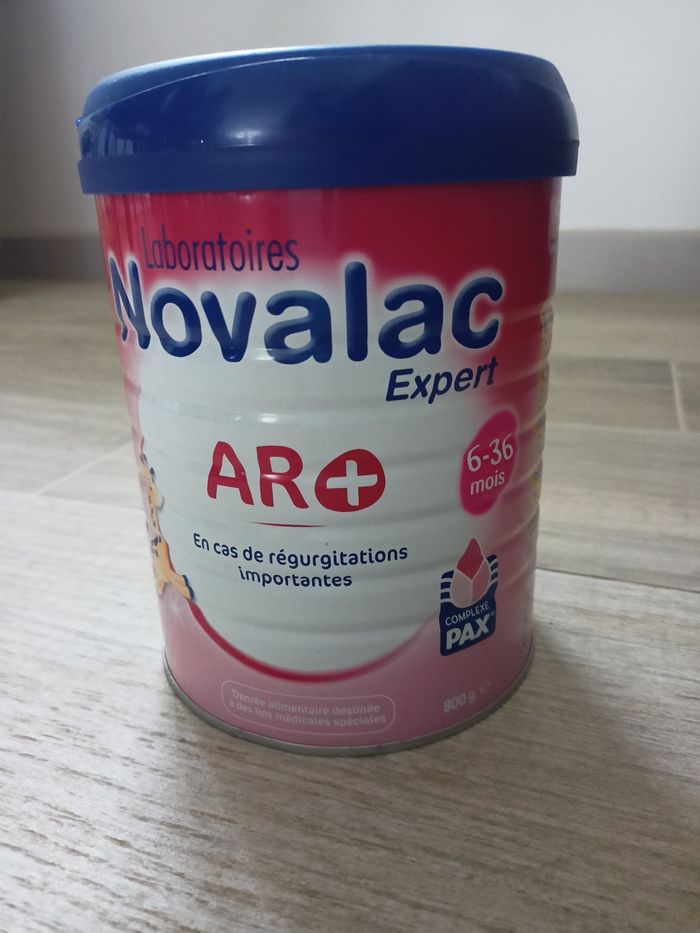 Laboratoires
Novalac
Expert
AR+
6-36
mois
En cas de régurgitations
importantes
COMPLEXE
PAX
Denrée alimentaire destinée
à des fins médicales spéciales
800 g e